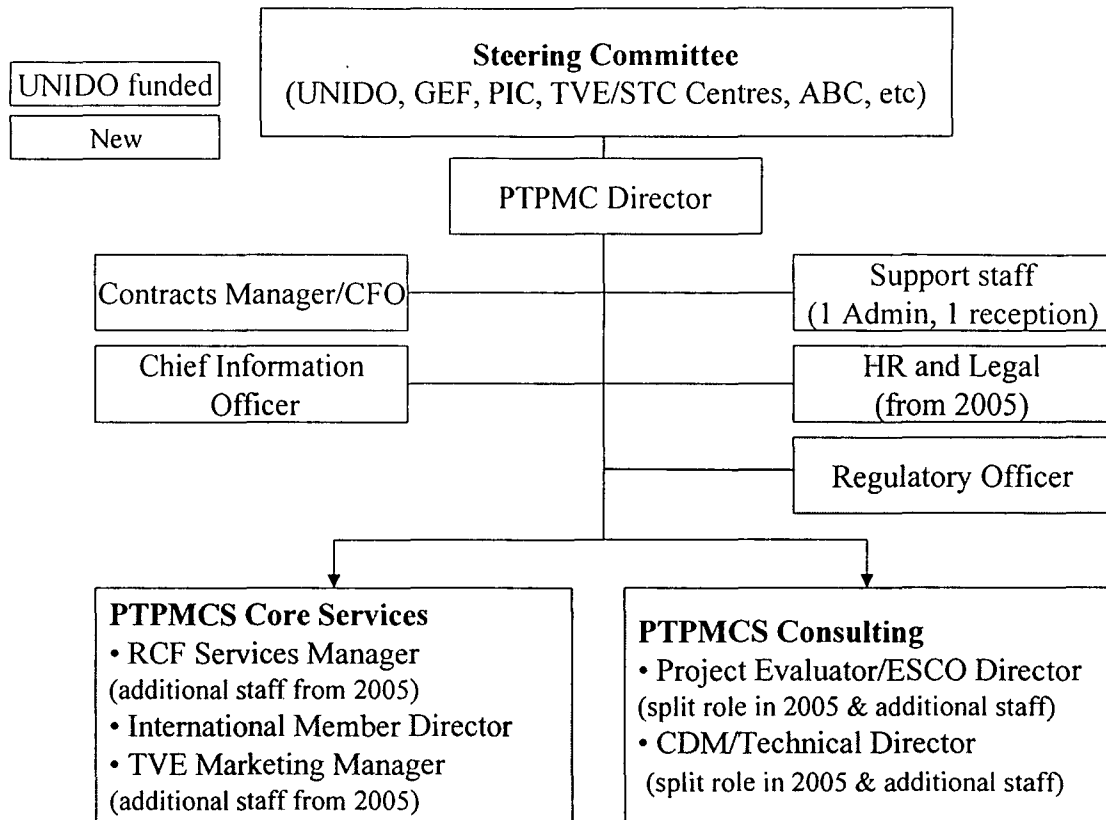 Steering Committee
(UNIDO, GEF, PIC, TVE/STC Centres, ABC, etc)
UNIDO funded
New
PTPMC Director
Contracts Manager/CFO
Support staff
(1 Admin, 1 reception)
Chief Information
Officer
HR and Legal
(from 2005)
Regulatory Officer
PTPMCS Core Services
• RCF Services Manager
(additional staff from 2005)
• International Member Director
• TVE Marketing Manager
(additional staff from 2005)
PTPMCS Consulting
• Project Evaluator/ESCO Director
(split role in 2005 & additional staff)
• CDM/Technical Director
(split role in 2005 & additional staff)